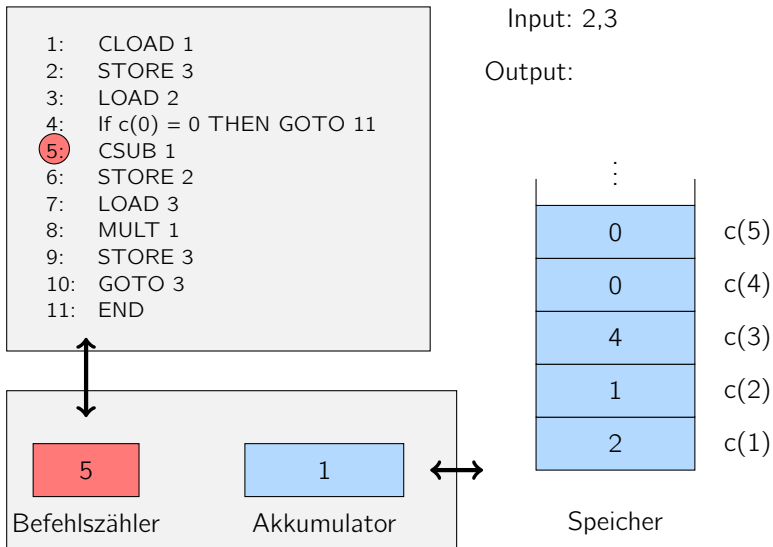 1: CLOAD 1
2: STORE 3
3: LOAD 2
4: If c(0) = 0 THEN GOTO 11
5: CSUB 1
6: STORE 2
7: LOAD 3
8: MULT 1
9: STORE 3
10: GOTO 3
11: END
Input: 2,3
Output:
⋮
0 c(5)
0 c(4)
4 c(3)
1 c(2)
2 c(1)
Speicher
5 1
Befehlszähler Akkumulator